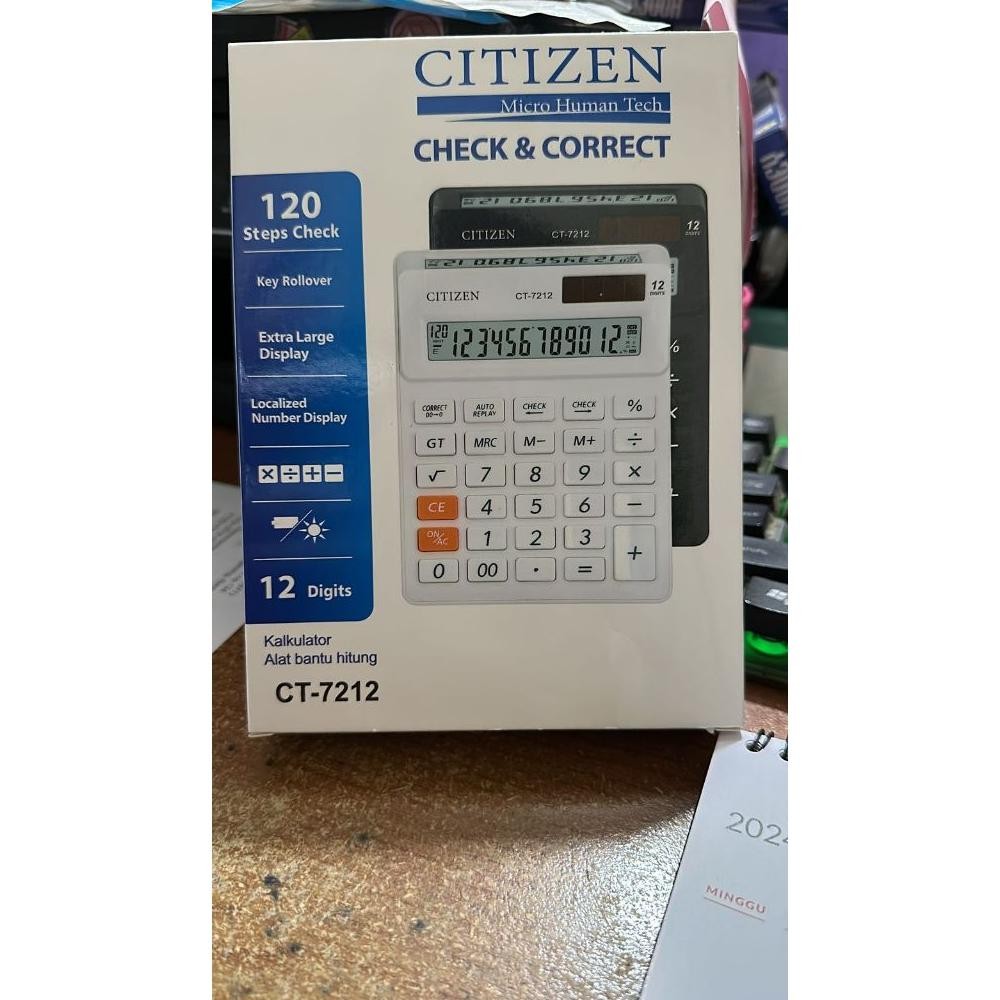 CITIZEN
Micro Human Tech
CHECK & CORRECT
120
Steps Check
Key Rollover
Extra Large
Display
Localized
Number Display
12 Digits
Kalkulator
Alat bantu hitung
CT-7212
CITIZEN CT-7212 12
DIGITS
CITIZEN CT-7212 12
DIGITS
120
123456789012
CORRECT AUTO CHECK CHECK %
00→0 REPLAY ← →
GT MRC M− M+ ÷
√ 7 8 9 ×
CE 4 5 6 −
ON/AC 1 2 3 +
0 00 . =
2024
MINGGU